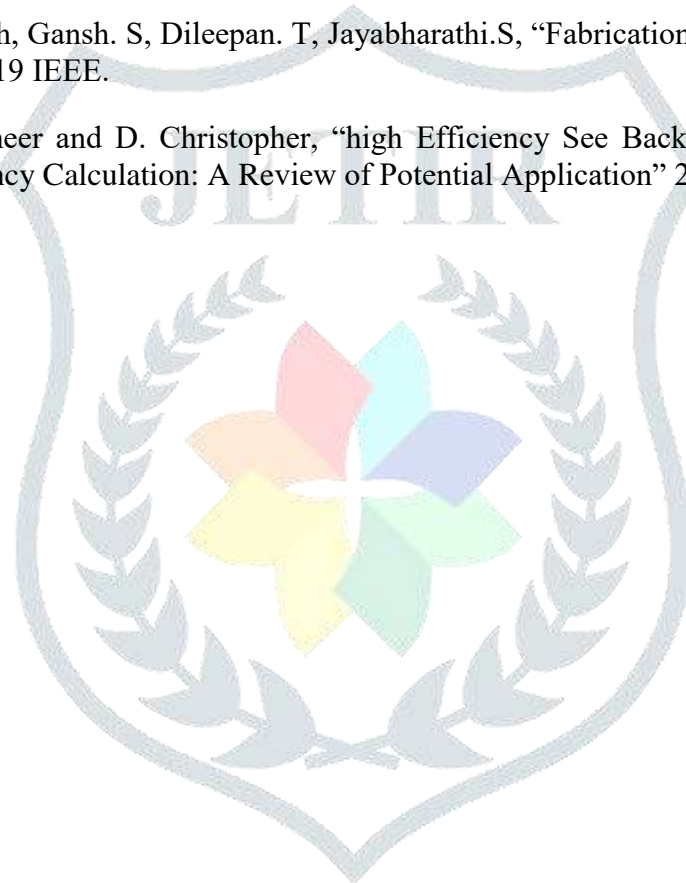 h, Gansh. S, Dileepan. T, Jayabharathi.S, “Fabrication
19 IEEE.
neer and D. Christopher, “high Efficiency See Back
ncy Calculation: A Review of Potential Application” 2
JETIR